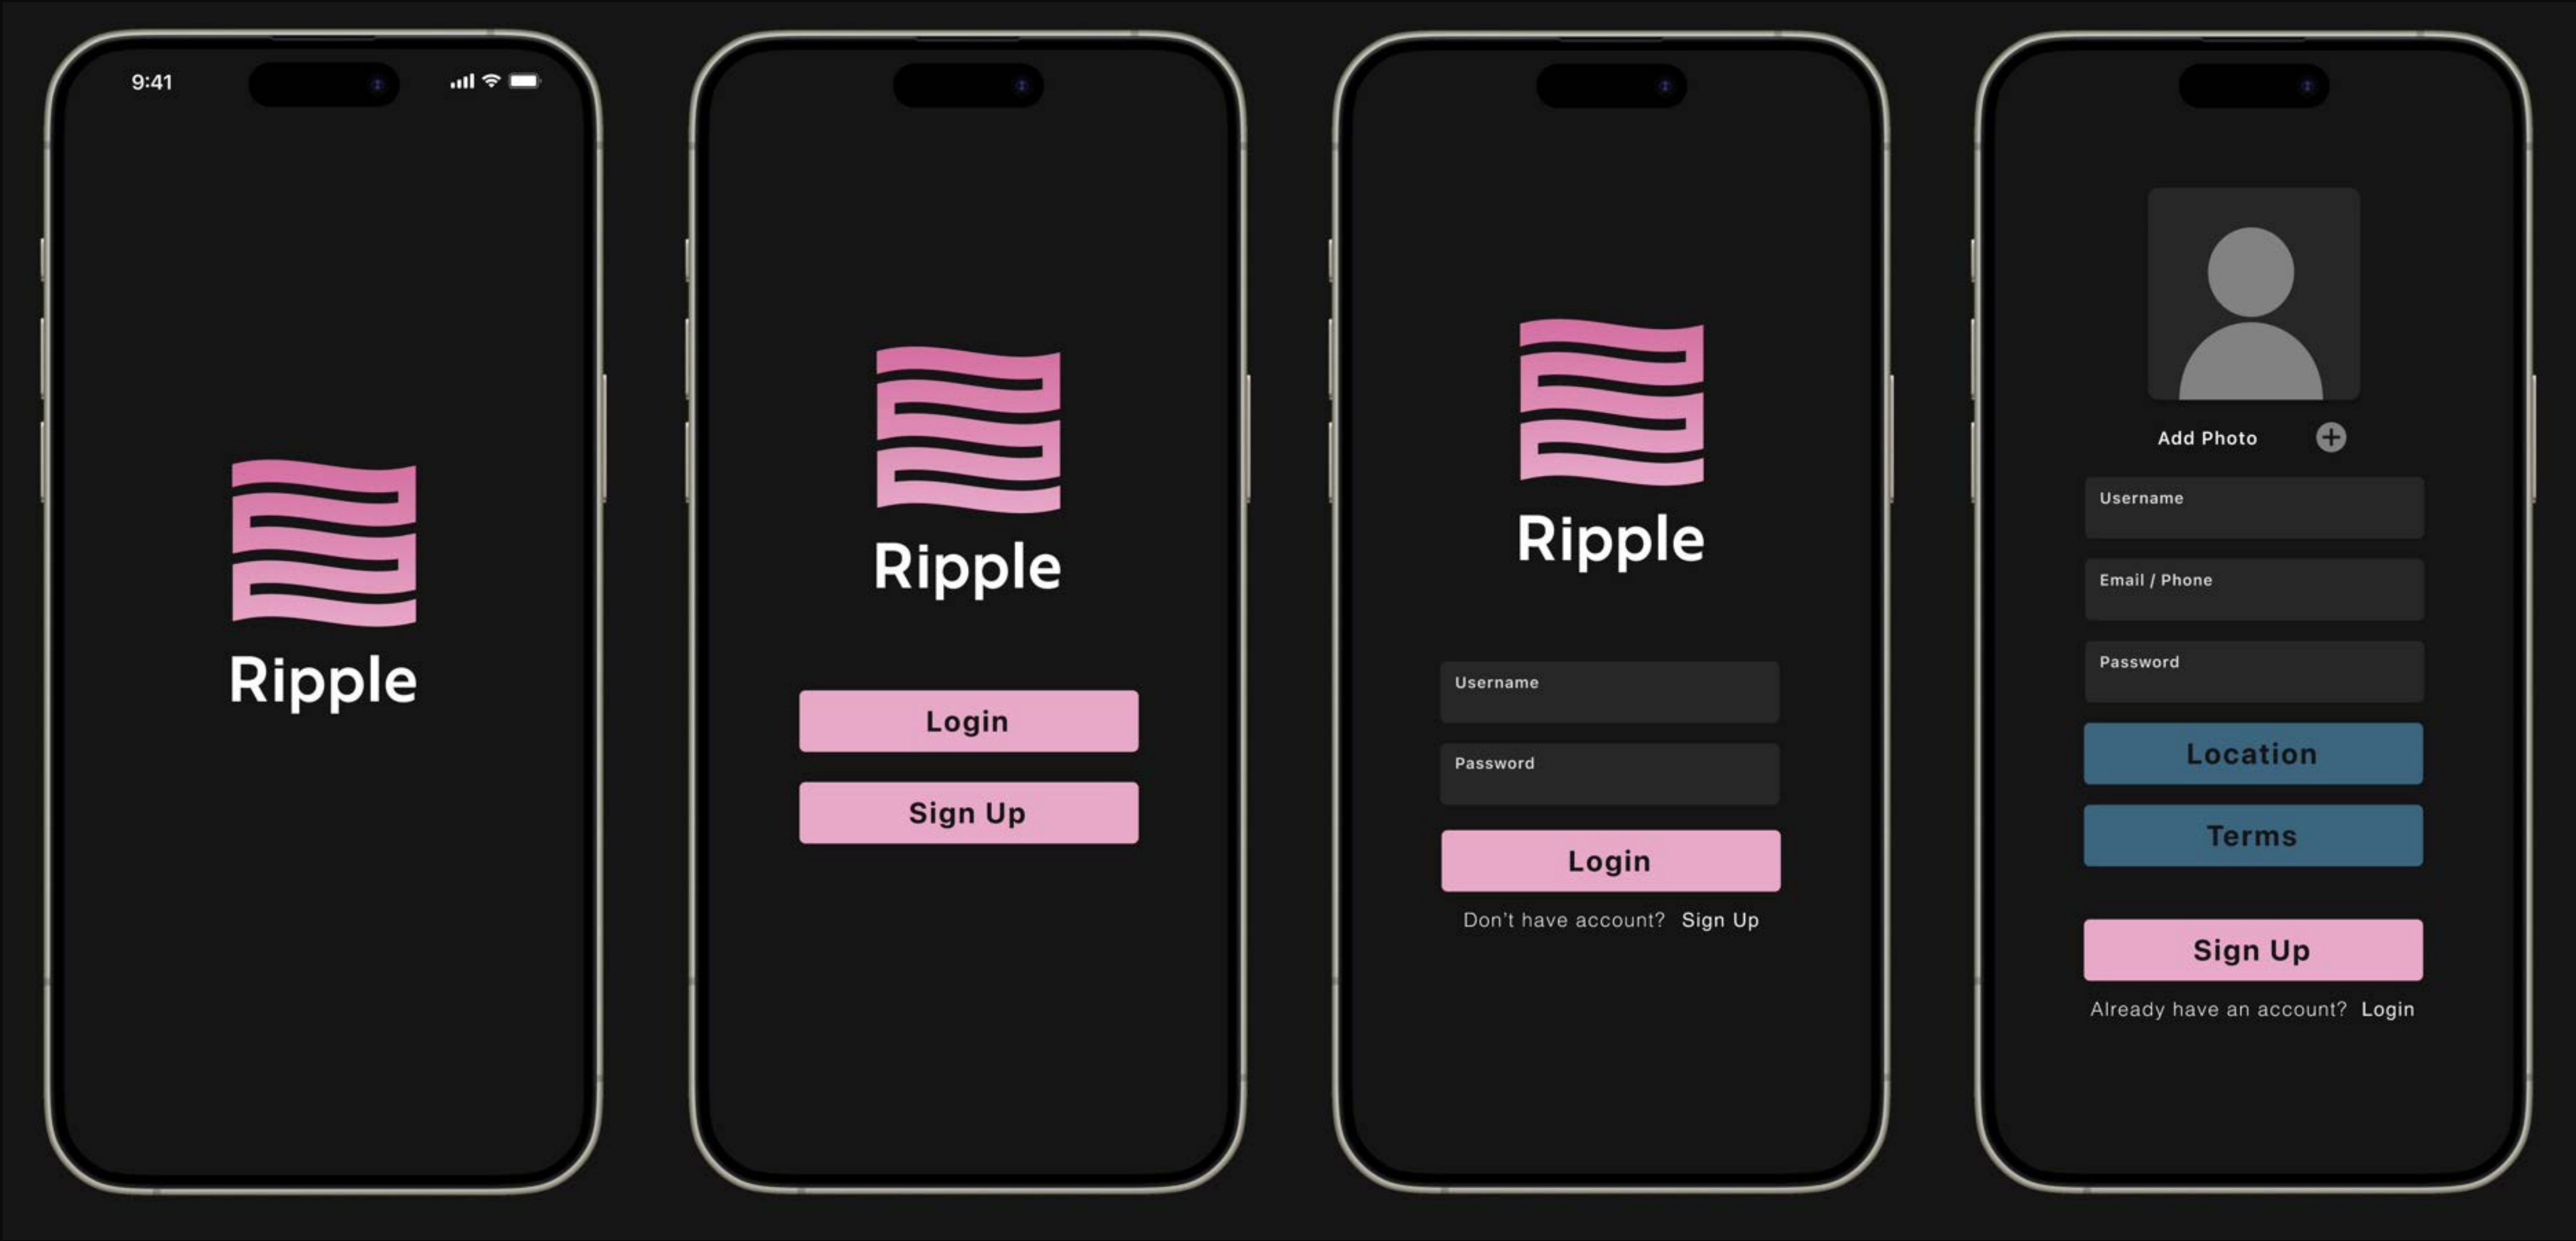 9:41
Ripple
Ripple
Login
Sign Up
Ripple
Username
Password
Login
Don't have account? Sign Up
Add Photo
Username
Email / Phone
Password
Location
Terms
Sign Up
Already have an account? Login